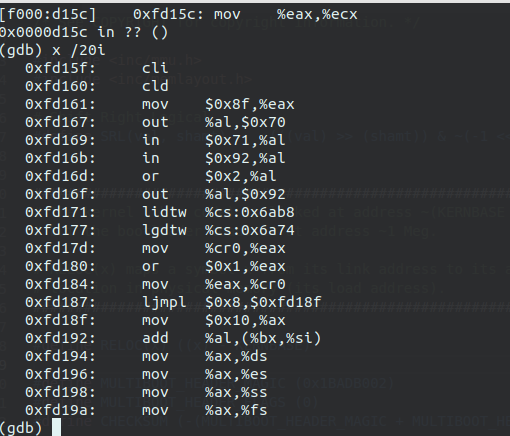 [f000:d15c]    0xfd15c: mov    %eax,%ecx
0x0000d15c in ?? ()
(gdb) x /20i
   0xfd15f:     cli
   0xfd160:     cld
   0xfd161:     mov    $0x8f,%eax
   0xfd167:     out    %al,$0x70
   0xfd169:     in     $0x71,%al
   0xfd16b:     in     $0x92,%al
   0xfd16d:     or     $0x2,%al
   0xfd16f:     out    %al,$0x92
   0xfd171:     lidtw  %cs:0x6ab8
   0xfd177:     lgdtw  %cs:0x6a74
   0xfd17d:     mov    %cr0,%eax
   0xfd180:     or     $0x1,%eax
   0xfd184:     mov    %eax,%cr0
   0xfd187:     ljmpl  $0x8,$0xfd18f
   0xfd18f:     mov    $0x10,%ax
   0xfd192:     add    %al,(%bx,%si)
   0xfd194:     mov    %ax,%ds
   0xfd196:     mov    %ax,%es
   0xfd198:     mov    %ax,%ss
   0xfd19a:     mov    %ax,%fs
(gdb)